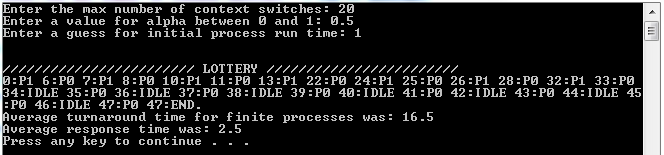 Enter the max number of context switches: 20
Enter a value for alpha between 0 and 1: 0.5
Enter a guess for initial process run time: 1
//////////////////////// LOTTERY ////////////////////////
0:P1 6:P0 7:P1 8:P0 10:P1 11:P0 13:P1 22:P0 24:P1 25:P0 26:P1 28:P0 32:P1 33:P0
34:IDLE 35:P0 36:IDLE 37:P0 38:IDLE 39:P0 40:IDLE 41:P0 42:IDLE 43:P0 44:IDLE 45
:P0 46:IDLE 47:P0 47:END.
Average turnaround time for finite processes was: 16.5
Average response time was: 2.5
Press any key to continue . . .